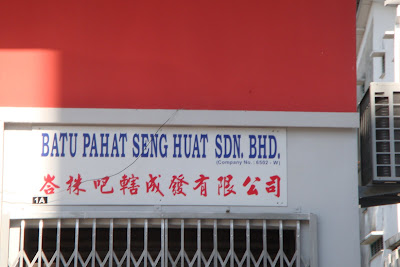 BATU PAHAT SENG HUAT SDN. BHD.
(Company No : 6502 - W)
峇株吧轄成發有限公司
1A